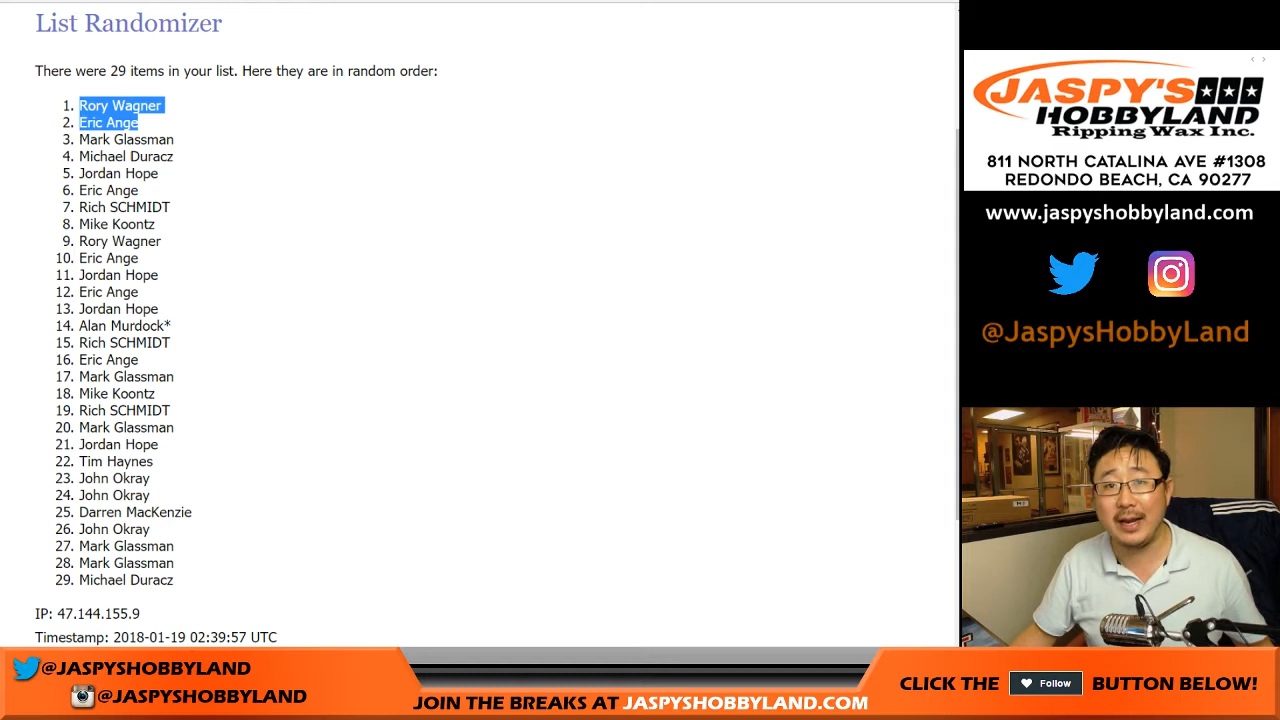 List Randomizer
There were 29 items in your list. Here they are in random order:
1. Rory Wagner
2. Eric Ange
3. Mark Glassman
4. Michael Duracz
5. Jordan Hope
6. Eric Ange
7. Rich SCHMIDT
8. Mike Koontz
9. Rory Wagner
10. Eric Ange
11. Jordan Hope
12. Eric Ange
13. Jordan Hope
14. Alan Murdock*
15. Rich SCHMIDT
16. Eric Ange
17. Mark Glassman
18. Mike Koontz
19. Rich SCHMIDT
20. Mark Glassman
21. Jordan Hope
22. Tim Haynes
23. John Okray
24. John Okray
25. Darren MacKenzie
26. John Okray
27. Mark Glassman
28. Mark Glassman
29. Michael Duracz
IP: 47.144.155.9
Timestamp: 2018-01-19 02:39:57 UTC
JASPY'S
HOBBYLAND
Ripping Wax Inc.
811 NORTH CATALINA AVE #1308
REDONDO BEACH, CA 90277
www.jaspyshobbyland.com
@JaspysHobbyLand
@JASPYSHOBBYLAND
@JASPYSHOBBYLAND
JOIN THE BREAKS AT JASPYSHOBBYLAND.COM
CLICK THE Follow BUTTON BELOW!